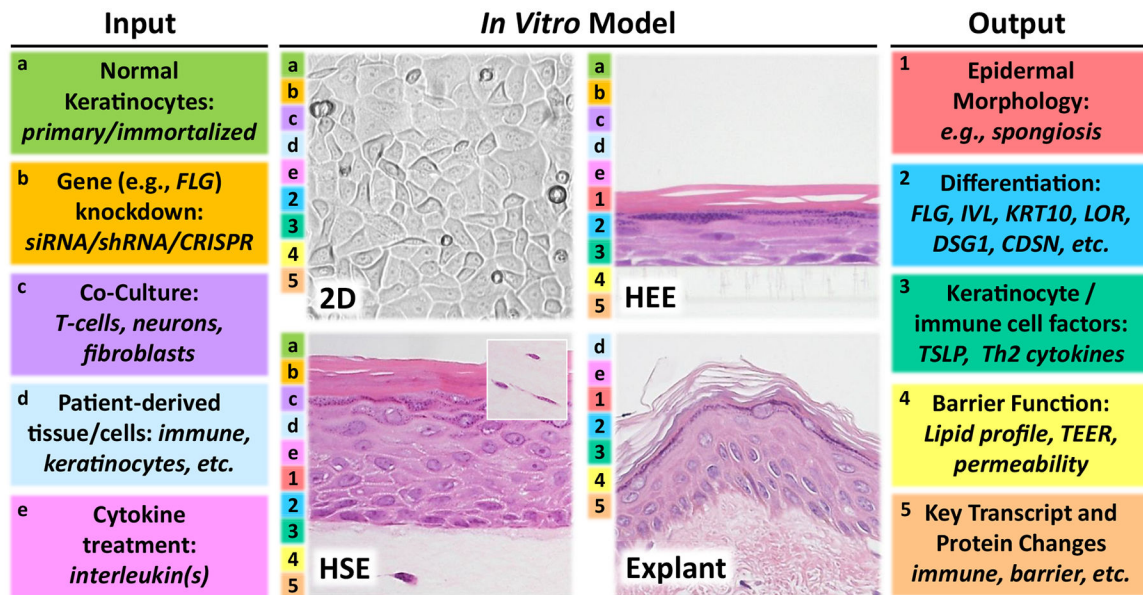 Input
a
Normal
Keratinocytes:
primary/immortalized
b
Gene (e.g., FLG)
knockdown:
siRNA/shRNA/CRISPR
c
Co-Culture:
T-cells, neurons,
fibroblasts
d
Patient-derived
tissue/cells: immune,
keratinocytes, etc.
e
Cytokine
treatment:
interleukin(s)
In Vitro Model
a
b
c
d
e
2
3
4
5
2D
a
b
c
d
e
1
2
3
4
5
HEE
a
b
c
d
e
1
2
3
4
5
HSE
d
e
1
2
3
4
5
Explant
Output
1
Epidermal
Morphology:
e.g., spongiosis
2
Differentiation:
FLG, IVL, KRT10, LOR,
DSG1, CDSN, etc.
3
Keratinocyte /
immune cell factors:
TSLP, Th2 cytokines
4
Barrier Function:
Lipid profile, TEER,
permeability
5
Key Transcript and
Protein Changes
immune, barrier, etc.